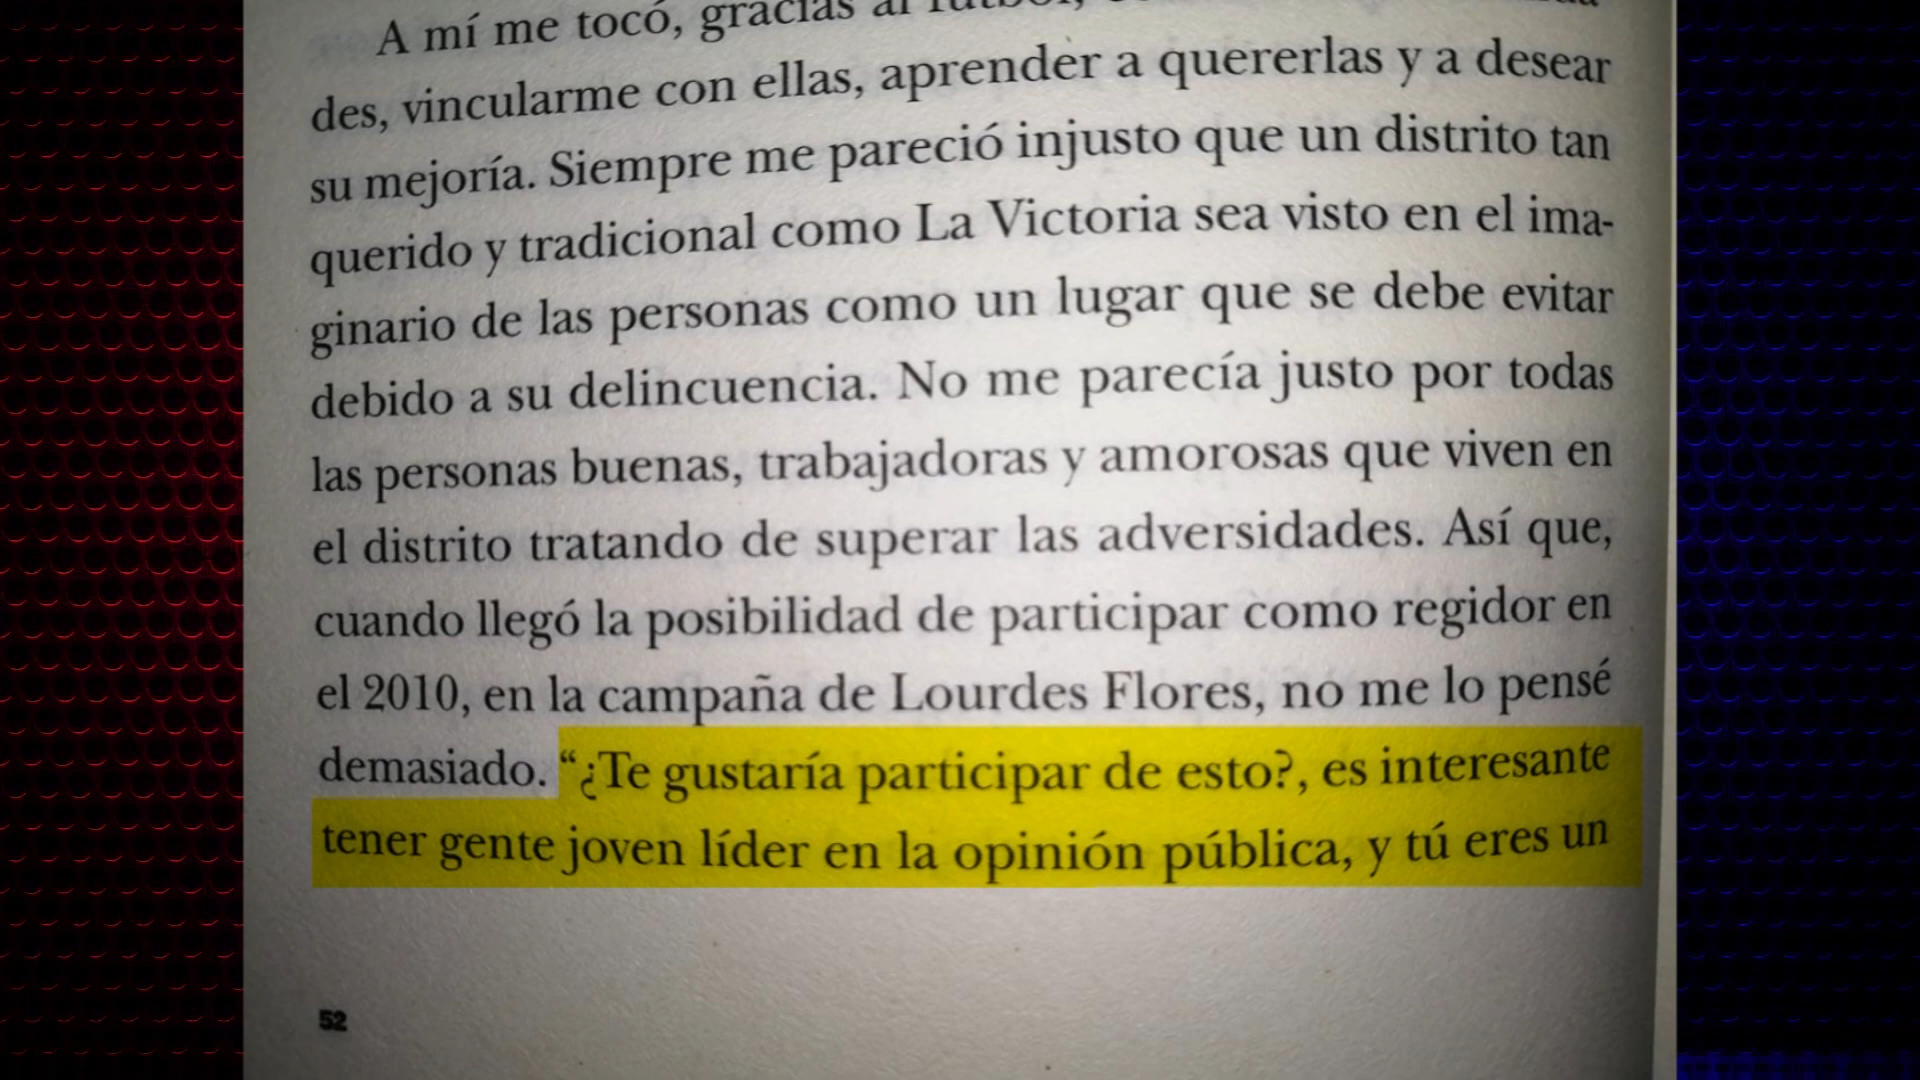 A mí me tocó, gracias al fútbol,
des, vincularme con ellas, aprender a quererlas y a desear
su mejoría. Siempre me pareció injusto que un distrito tan
querido y tradicional como La Victoria sea visto en el ima-
ginario de las personas como un lugar que se debe evitar
debido a su delincuencia. No me parecía justo por todas
las personas buenas, trabajadoras y amorosas que viven en
el distrito tratando de superar las adversidades. Así que,
cuando llegó la posibilidad de participar como regidor en
el 2010, en la campaña de Lourdes Flores, no me lo pensé
demasiado. “¿Te gustaría participar de esto?, es interesante
tener gente joven líder en la opinión pública, y tú eres un
52